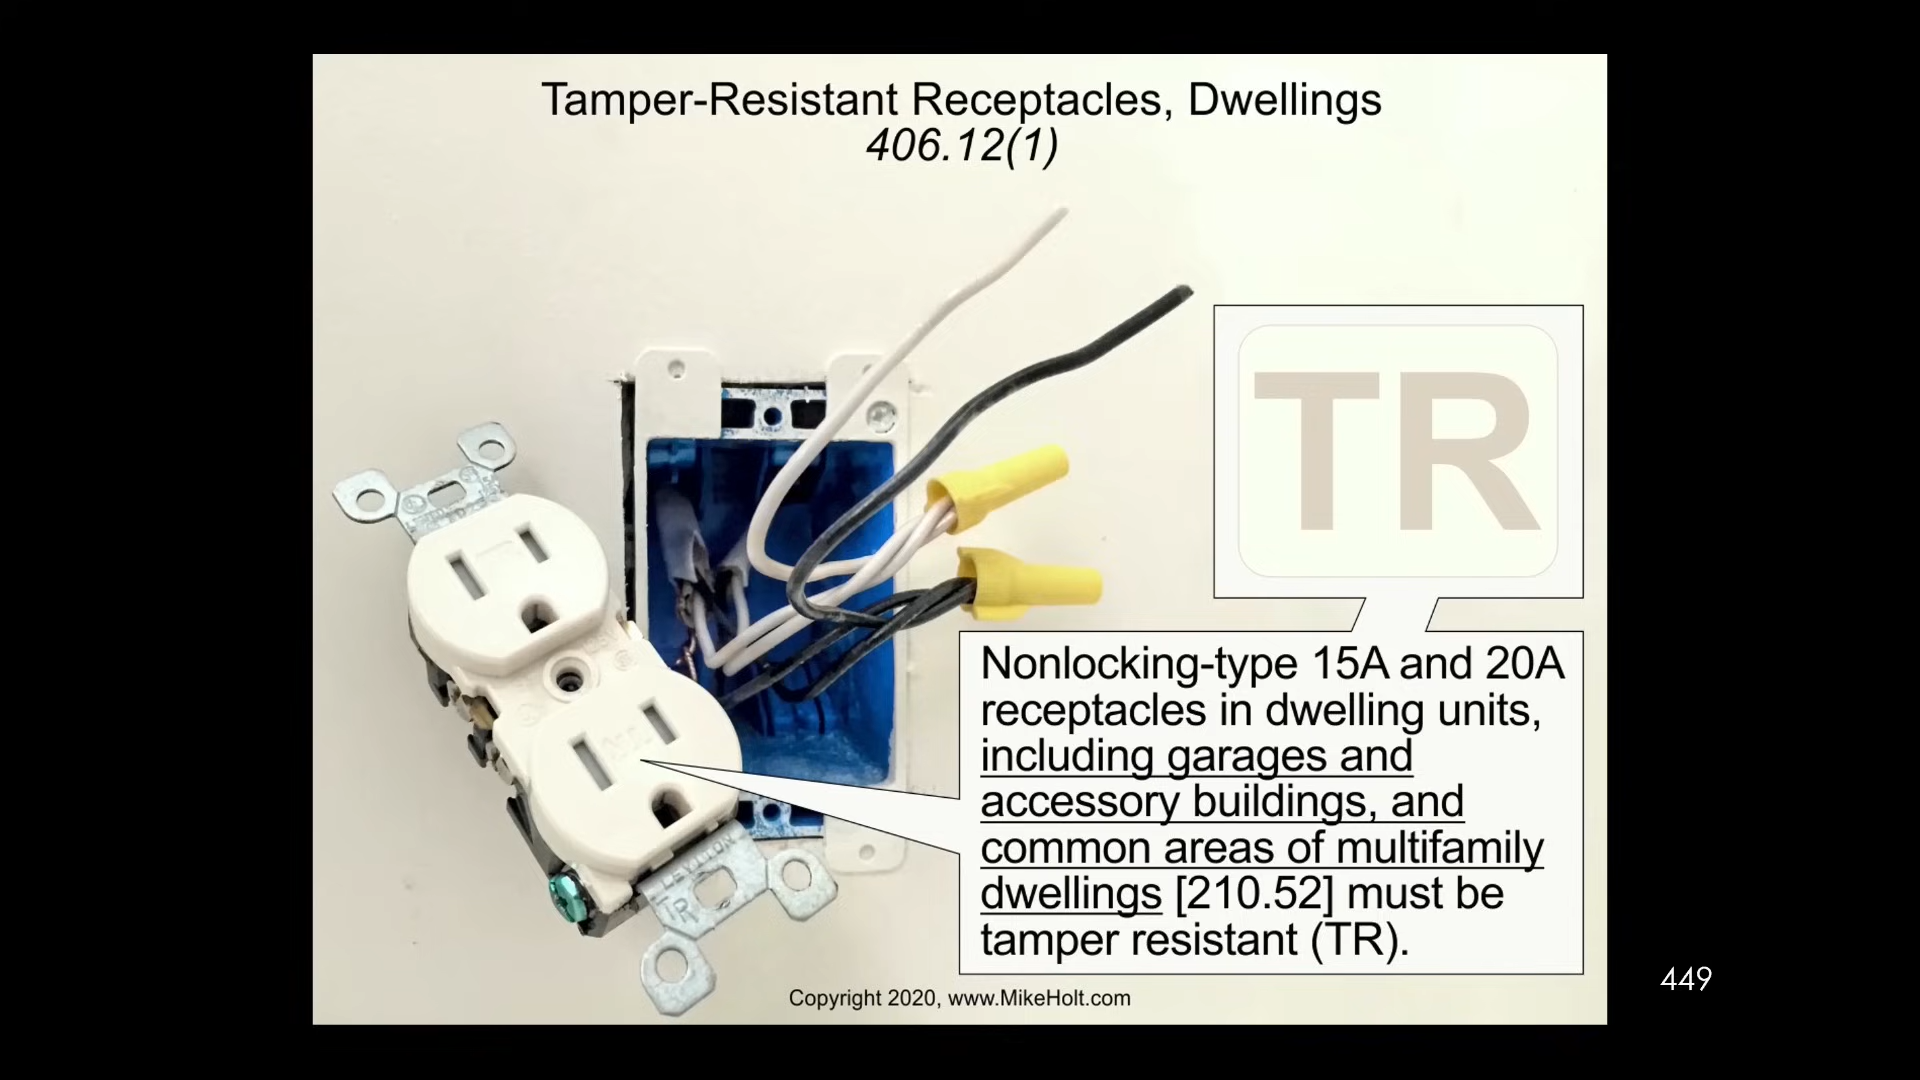 Tamper-Resistant Receptacles, Dwellings
406.12(1)
TR
Nonlocking-type 15A and 20A
receptacles in dwelling units,
including garages and
accessory buildings, and
common areas of multifamily
dwellings [210.52] must be
tamper resistant (TR).
LEVITON
TR
Copyright 2020, www.MikeHolt.com
449